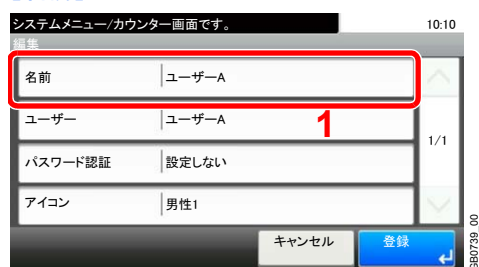 システムメニュー/カウンター画面です。 10:10
編集
名前 ユーザーA
ユーザー ユーザーA
1
1/1
パスワード認証 設定しない
アイコン 男性1
キャンセル 登録
GB0739_00